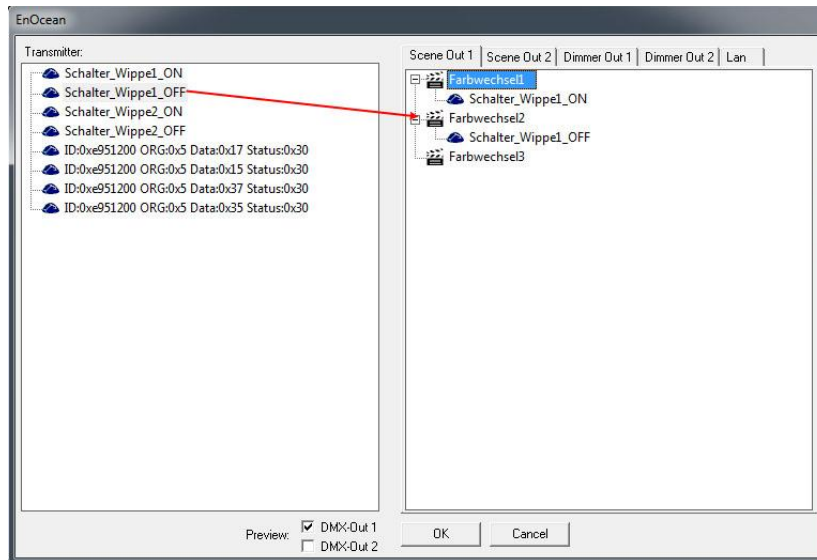 EnOcean
Transmitter:
Schalter_Wippe1_ON
Schalter_Wippe1_OFF
Schalter_Wippe2_ON
Schalter_Wippe2_OFF
ID:0xe951200 ORG:0x5 Data:0x17 Status:0x30
ID:0xe951200 ORG:0x5 Data:0x15 Status:0x30
ID:0xe951200 ORG:0x5 Data:0x37 Status:0x30
ID:0xe951200 ORG:0x5 Data:0x35 Status:0x30
Scene Out 1 Scene Out 2 Dimmer Out 1 Dimmer Out 2 Lan
Farbwechsel1
Schalter_Wippe1_ON
Farbwechsel2
Schalter_Wippe1_OFF
Farbwechsel3
Preview: DMX-Out 1
DMX-Out 2
OK Cancel